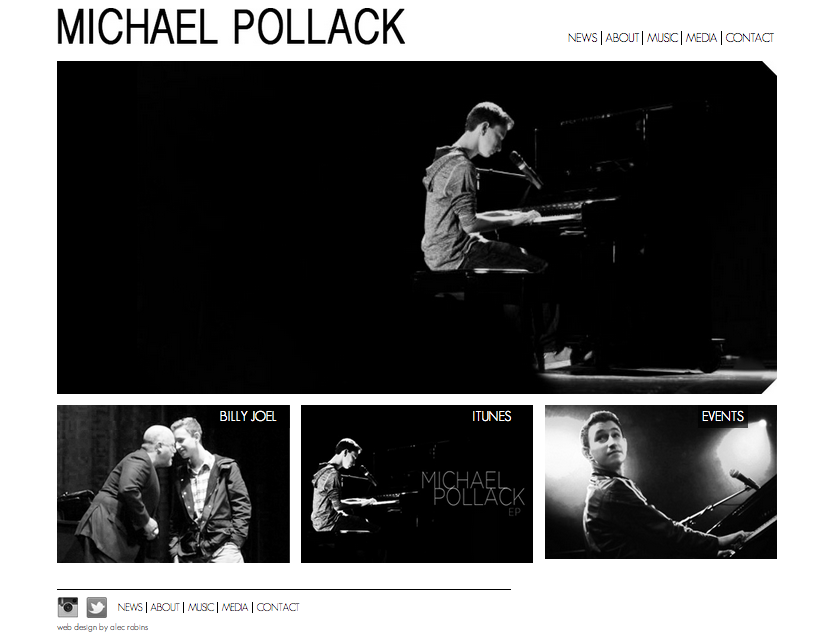 MICHAEL POLLACK
NEWS | ABOUT | MUSIC | MEDIA | CONTACT
BILLY JOEL
ITUNES
MICHAEL
POLLACK
EP
EVENTS
NEWS | ABOUT | MUSIC | MEDIA | CONTACT
web design by alec robins